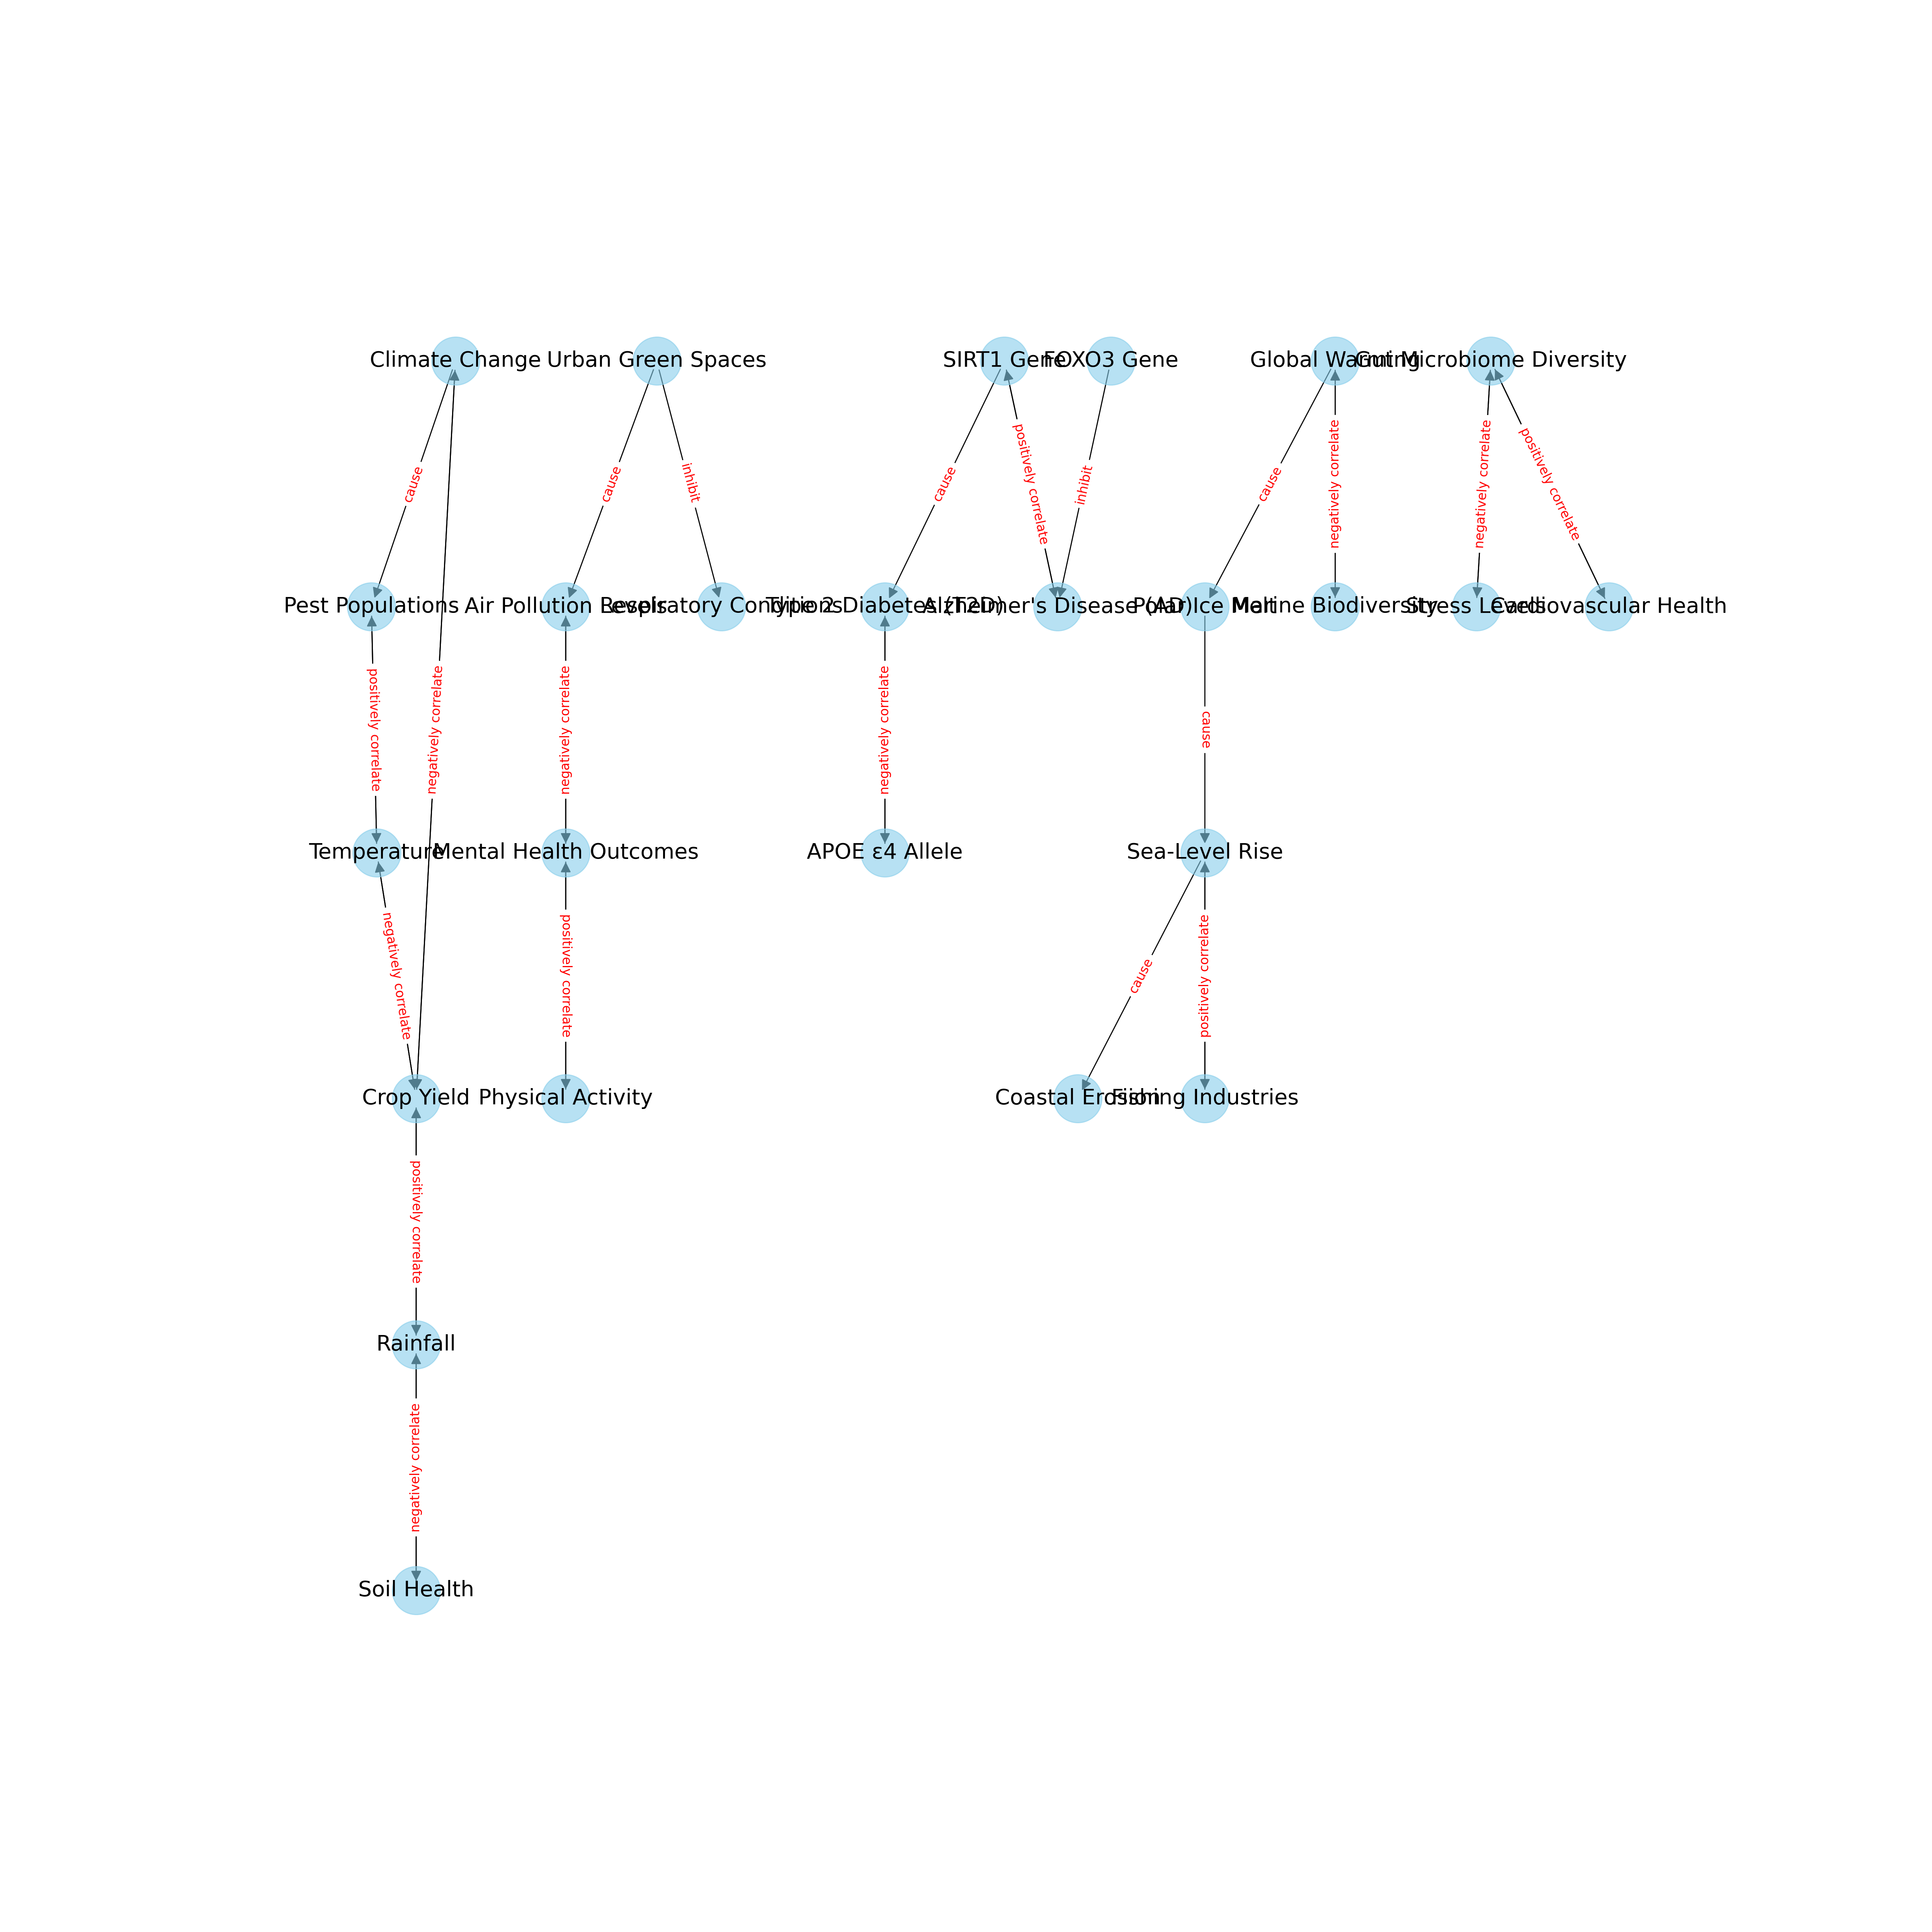 Climate Change
Urban Green Spaces
SIRT1 Gene
FOXO3 Gene
Global Warming
Gut Microbiome Diversity
cause
cause
inhibit
cause
positively correlate
inhibit
cause
negatively correlate
negatively correlate
positively correlate
Pest Populations
Air Pollution Levels
Respiratory Conditions
Type 2 Diabetes (T2D)
Alzheimer's Disease (AD)
Polar Ice Melt
Marine Biodiversity
Stress Levels
Cardiovascular Health
positively correlate
negatively correlate
negatively correlate
negatively correlate
cause
Temperature
Mental Health Outcomes
APOE ε4 Allele
Sea-Level Rise
negatively correlate
positively correlate
cause
positively correlate
Crop Yield
Physical Activity
Coastal Erosion
Fishing Industries
positively correlate
Rainfall
negatively correlate
Soil Health